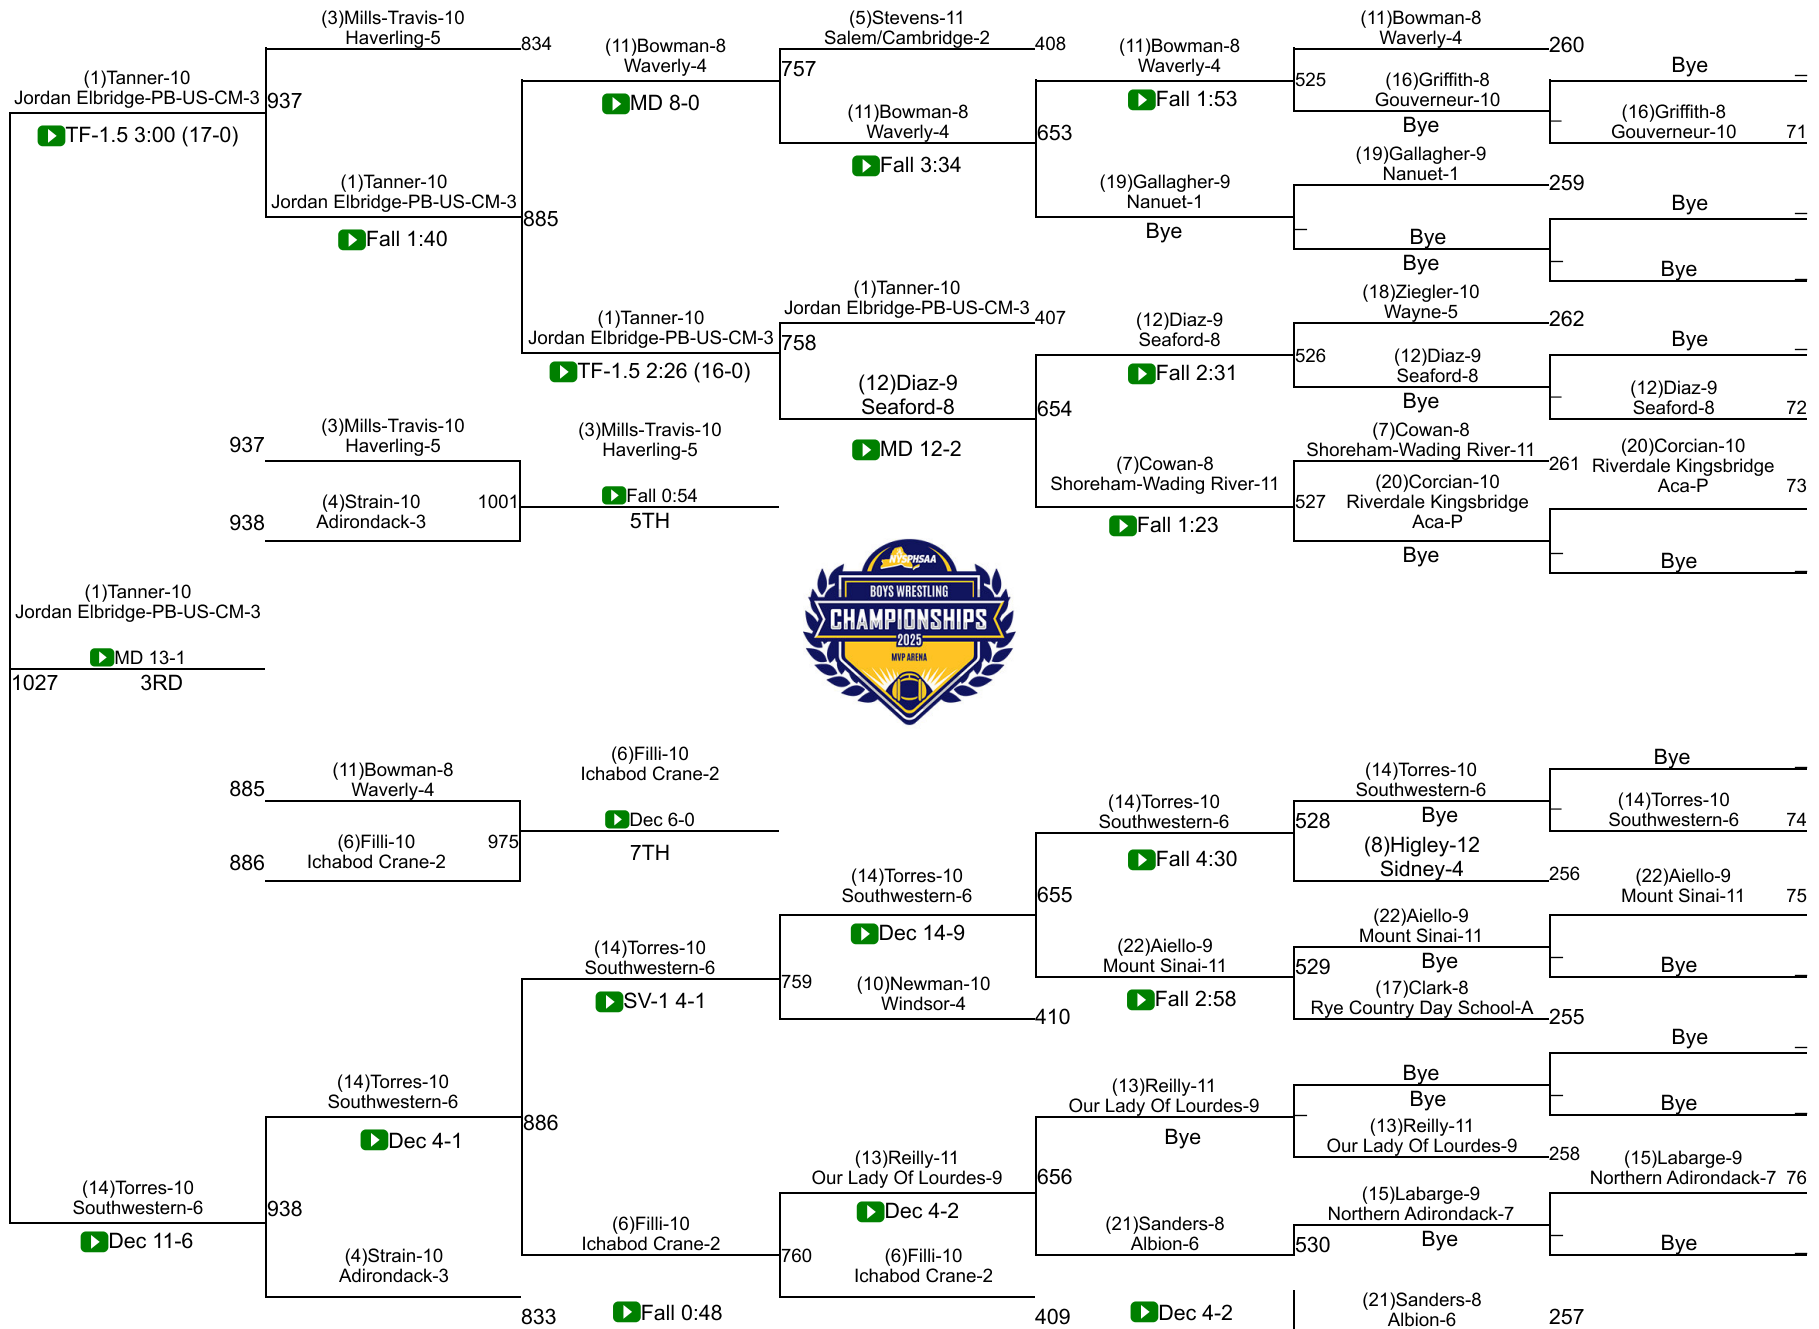 (3)Mills-Travis-10
Haverling-5
834
(5)Stevens-11
Salem/Cambridge-2
408
(11)Bowman-8
Waverly-4
260
(11)Bowman-8
Waverly-4
757
(11)Bowman-8
Waverly-4
525
Bye
(1)Tanner-10
Jordan Elbridge-PB-US-CM-3
937
MD 8-0
Fall 1:53
(16)Griffith-8
Gouverneur-10
Bye
(16)Griffith-8
Gouverneur-10
71
TF-1.5 3:00 (17-0)
(11)Bowman-8
Waverly-4
653
Fall 3:34
(19)Gallagher-9
Nanuet-1
259
(1)Tanner-10
Jordan Elbridge-PB-US-CM-3
885
Fall 1:40
(19)Gallagher-9
Nanuet-1
Bye
Bye
Bye
Bye
Bye
(1)Tanner-10
Jordan Elbridge-PB-US-CM-3
407
(18)Ziegler-10
Wayne-5
262
(1)Tanner-10
Jordan Elbridge-PB-US-CM-3
758
(12)Diaz-9
Seaford-8
526
Bye
TF-1.5 2:26 (16-0)
Fall 2:31
(12)Diaz-9
Seaford-8
Bye
(12)Diaz-9
Seaford-8
654
(12)Diaz-9
Seaford-8
72
937
(3)Mills-Travis-10
Haverling-5
(3)Mills-Travis-10
Haverling-5
MD 12-2
(7)Cowan-8
Shoreham-Wading River-11
261
(20)Corcian-10
Riverdale Kingsbridge
Aca-P
73
(7)Cowan-8
Shoreham-Wading River-11
527
Fall 1:23
(20)Corcian-10
Riverdale Kingsbridge
Aca-P
Bye
Bye
938
(4)Strain-10
Adirondack-3
1001
Fall 0:54
5TH
NYSPHSAA
BOYS WRESTLING
CHAMPIONSHIPS
2025
MVP ARENA
(1)Tanner-10
Jordan Elbridge-PB-US-CM-3
MD 13-1
1027
3RD
885
(11)Bowman-8
Waverly-4
(6)Filli-10
Ichabod Crane-2
886
(6)Filli-10
Ichabod Crane-2
975
Dec 6-0
7TH
(14)Torres-10
Southwestern-6
Bye
Bye
(14)Torres-10
Southwestern-6
528
(14)Torres-10
Southwestern-6
74
Fall 4:30
(8)Higley-12
Sidney-4
256
(22)Aiello-9
Mount Sinai-11
75
(14)Torres-10
Southwestern-6
655
Dec 14-9
(22)Aiello-9
Mount Sinai-11
Bye
Bye
(14)Torres-10
Southwestern-6
759
SV-1 4-1
(22)Aiello-9
Mount Sinai-11
529
Fall 2:58
(10)Newman-10
Windsor-4
410
(17)Clark-8
Rye Country Day School-A
255
Bye
(14)Torres-10
Southwestern-6
886
Dec 4-1
(13)Reilly-11
Our Lady Of Lourdes-9
Bye
Bye
Bye
Bye
(13)Reilly-11
Our Lady Of Lourdes-9
258
(13)Reilly-11
Our Lady Of Lourdes-9
656
Dec 4-2
(15)Labarge-9
Northern Adirondack-7
76
(14)Torres-10
Southwestern-6
938
Dec 11-6
(6)Filli-10
Ichabod Crane-2
760
(21)Sanders-8
Albion-6
530
(15)Labarge-9
Northern Adirondack-7
Bye
Bye
(4)Strain-10
Adirondack-3
833
Fall 0:48
(6)Filli-10
Ichabod Crane-2
409
Dec 4-2
(21)Sanders-8
Albion-6
257